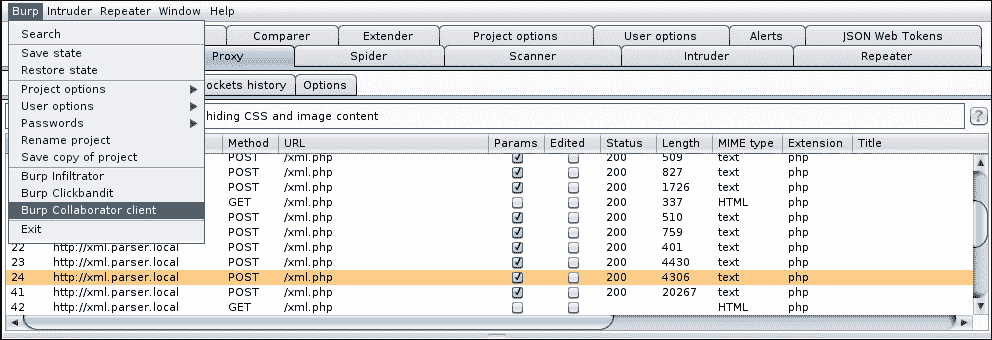 Burp Intruder Repeater Window Help
Comparer Extender Project options User options Alerts JSON Web Tokens
Proxy Spider Scanner Intruder Repeater
ockets history Options
Search
Save state
Restore state
Project options
User options
Passwords
Rename project
Save copy of project
Burp Infiltrator
Burp Clickbandit
Burp Collaborator client
Exit
hiding CSS and image content ?
Method URL Params Edited Status Length MIME type Extension Title
POST /xml.php 200 509 text php
POST /xml.php 200 827 text php
POST /xml.php 200 1726 text php
GET /xml.php 200 337 HTML php
POST /xml.php 200 510 text php
POST /xml.php 200 759 text php
22 http://xml.parser.local POST /xml.php 200 401 text php
23 http://xml.parser.local POST /xml.php 200 4430 text php
24 http://xml.parser.local POST /xml.php 200 4306 text php
41 http://xml.parser.local POST /xml.php 200 20267 text php
42 http://xml.parser.local GET /xml.php HTML php